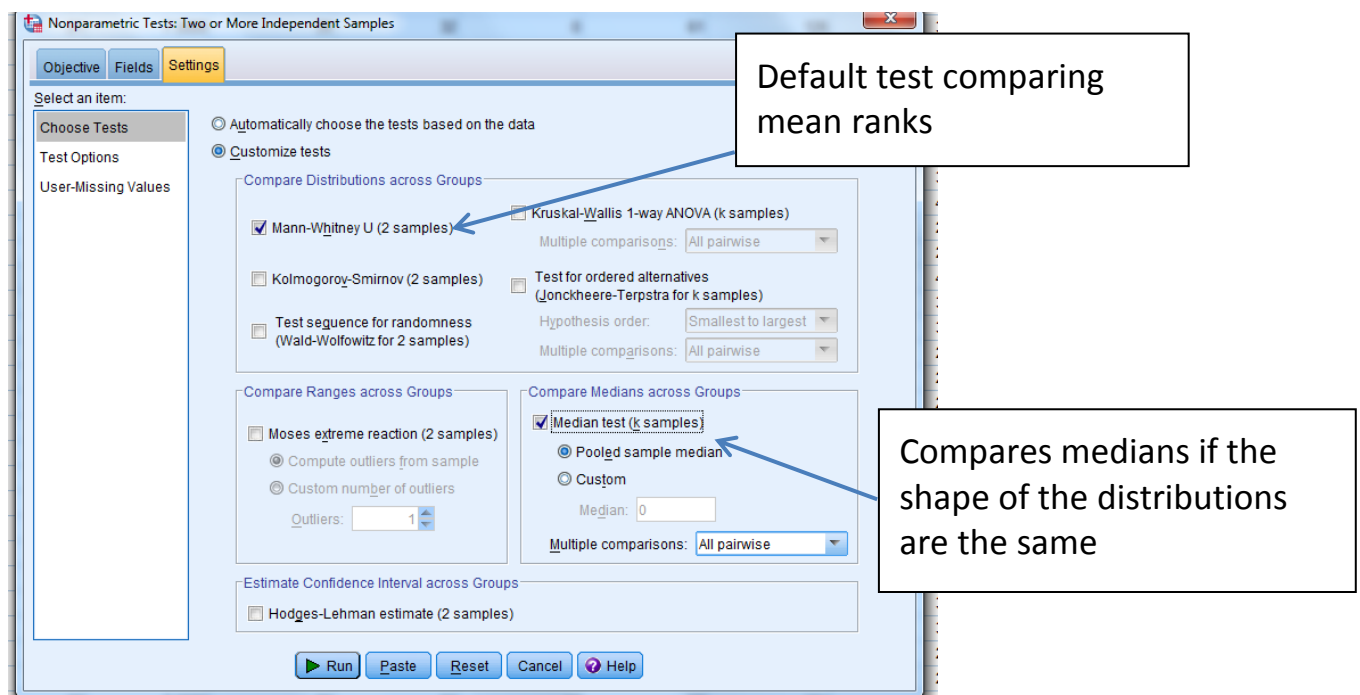 Nonparametric Tests: Two or More Independent Samples
Objective Fields Settings
Select an item:
Choose Tests
Test Options
User-Missing Values
Automatically choose the tests based on the data
Customize tests
Compare Distributions across Groups
Mann-Whitney U (2 samples)
Kolmogorov-Smirnov (2 samples)
Test sequence for randomness
(Wald-Wolfowitz for 2 samples)
Kruskal-Wallis 1-way ANOVA (k samples)
Multiple comparisons: All pairwise
Test for ordered alternatives
(Jonckheere-Terpstra for k samples)
Hypothesis order: Smallest to largest
Multiple comparisons: All pairwise
Compare Ranges across Groups
Moses extreme reaction (2 samples)
Compute outliers from sample
Custom number of outliers
Outliers: 1
Compare Medians across Groups
Median test (k samples)
Pooled sample median
Custom
Median: 0
Multiple comparisons: All pairwise
Estimate Confidence Interval across Groups
Hodges-Lehman estimate (2 samples)
Run Paste Reset Cancel Help
Default test comparing
mean ranks
Compares medians if the
shape of the distributions
are the same